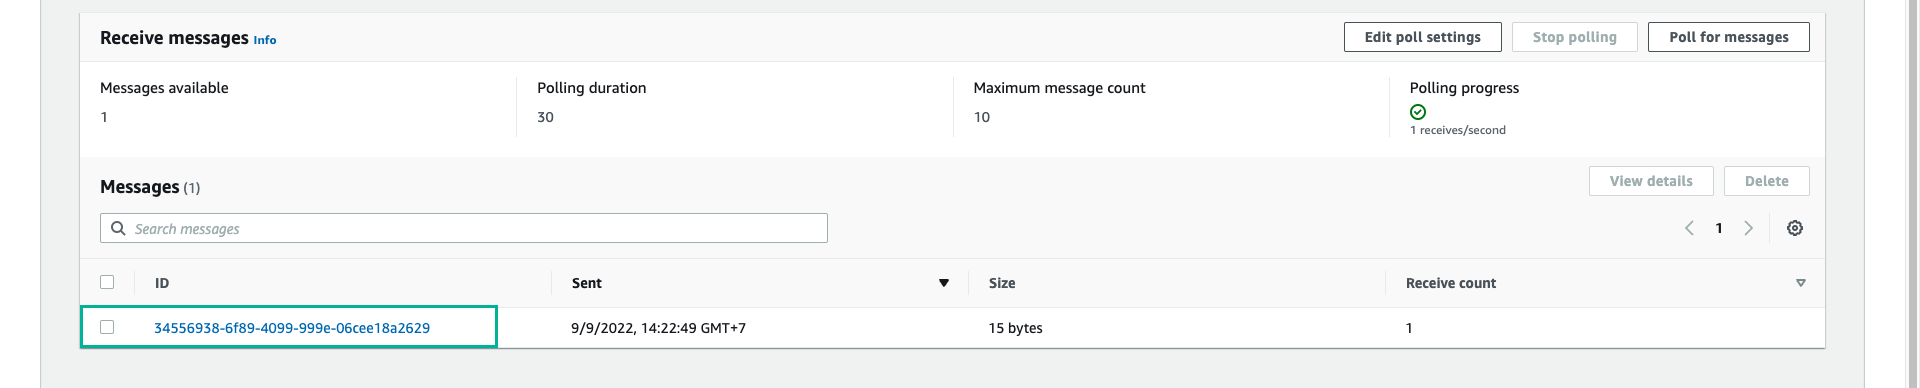 Receive messages Info
Edit poll settings Stop polling Poll for messages
Messages available Polling duration Maximum message count Polling progress
1 30 10
1 receives/second
Messages (1)
View details Delete
Search messages
1
ID Sent Size Receive count
34556938-6f89-4099-999e-06cee18a2629 9/9/2022, 14:22:49 GMT+7 15 bytes 1